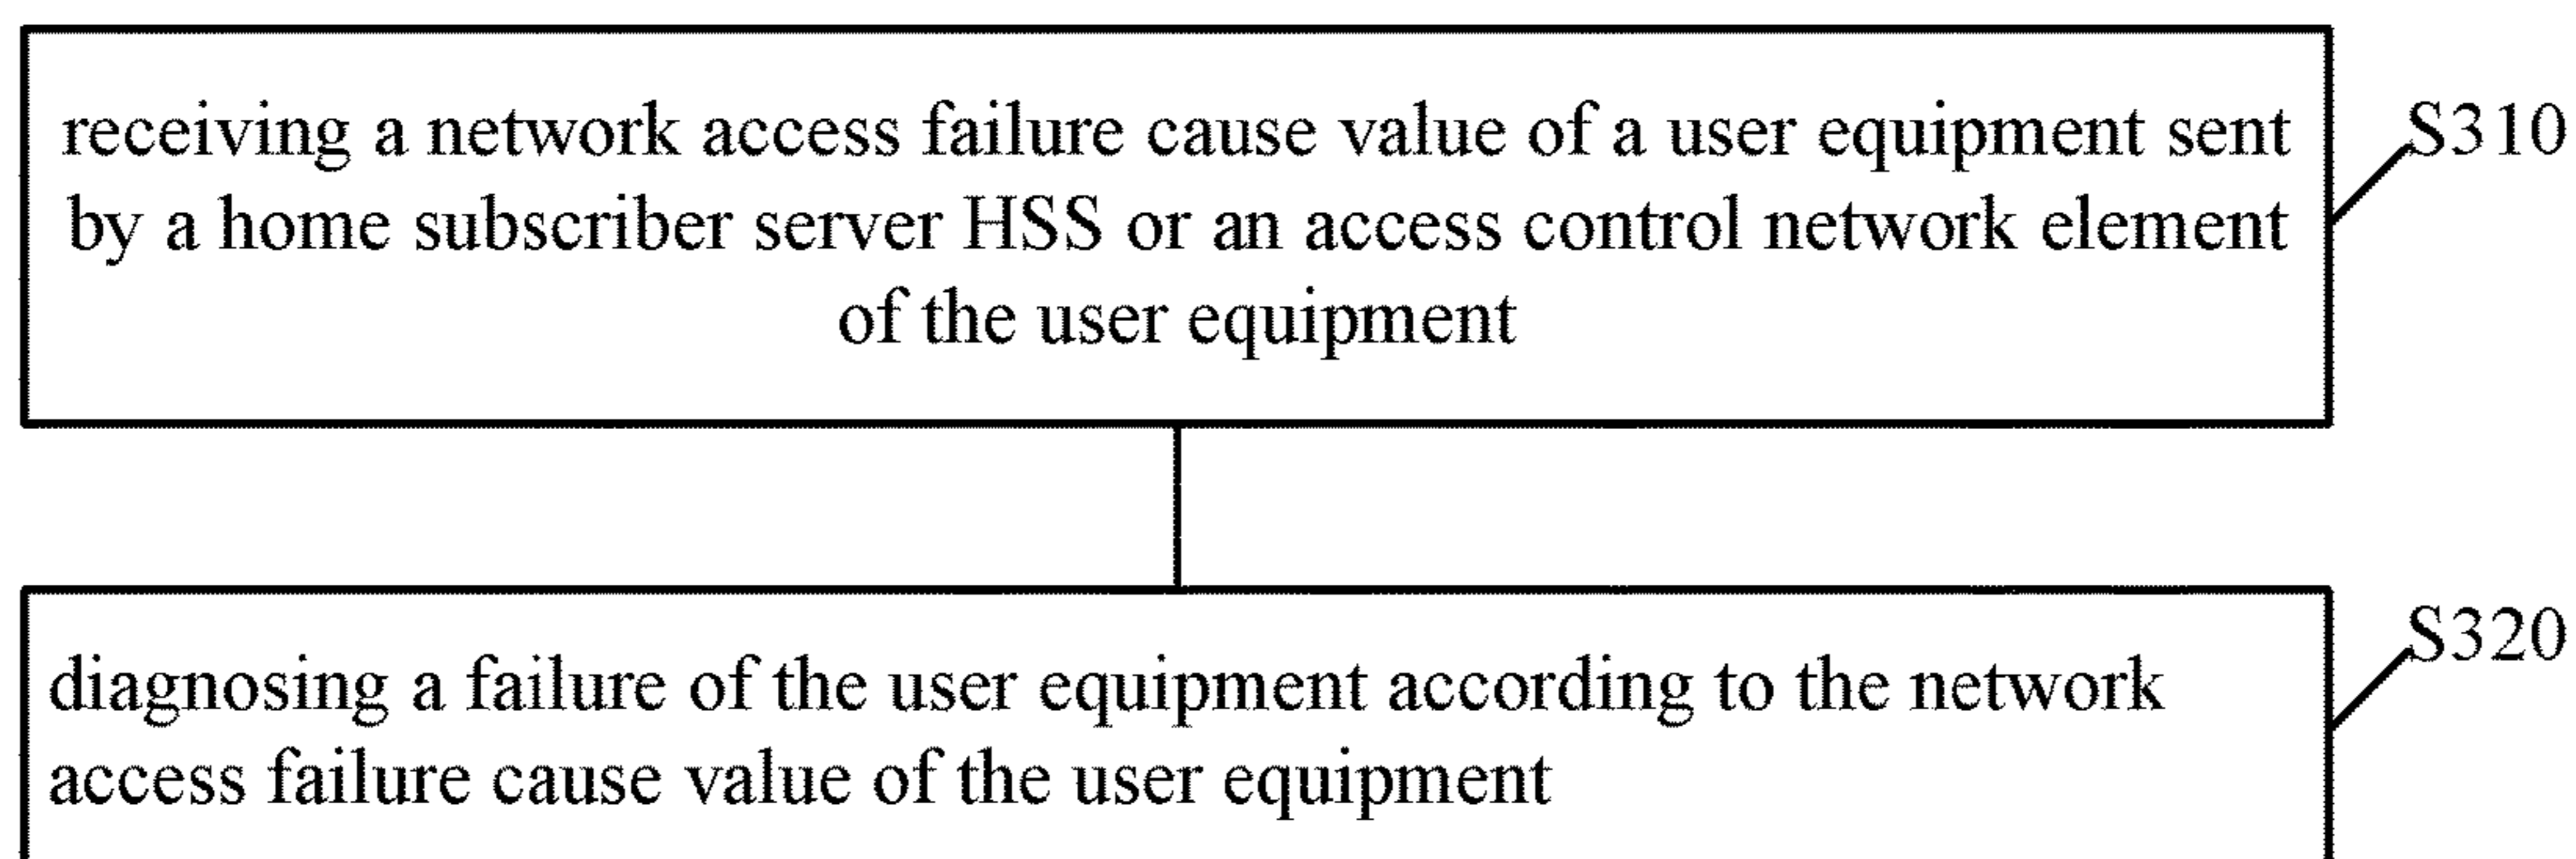 receiving a network access failure cause value of a user equipment sent
by a home subscriber server HSS or an access control network element
of the user equipment
S310
diagnosing a failure of the user equipment according to the network
access failure cause value of the user equipment
S320